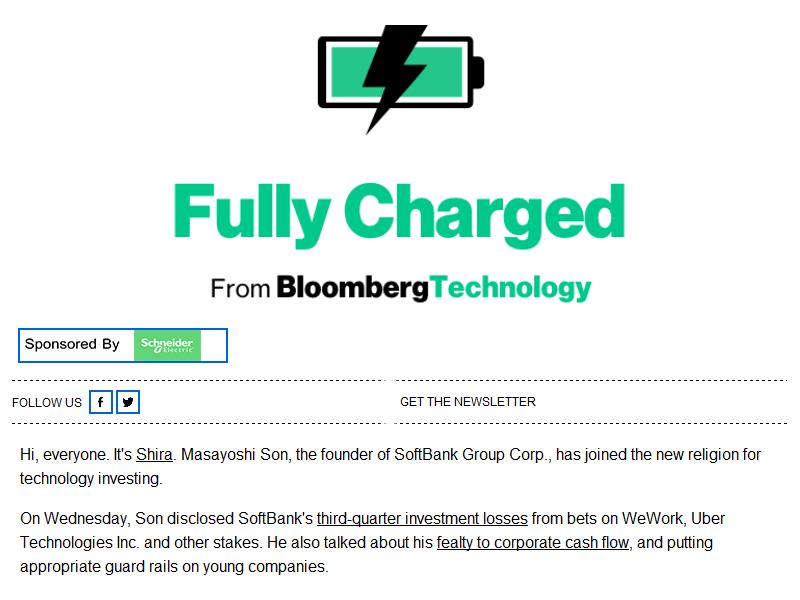 Fully Charged
From BloombergTechnology
Sponsored By Schneider Electric
FOLLOW US
GET THE NEWSLETTER
Hi, everyone. It's Shira. Masayoshi Son, the founder of SoftBank Group Corp., has joined the new religion for
technology investing.
On Wednesday, Son disclosed SoftBank's third-quarter investment losses from bets on WeWork, Uber
Technologies Inc. and other stakes. He also talked about his fealty to corporate cash flow, and putting
appropriate guard rails on young companies.